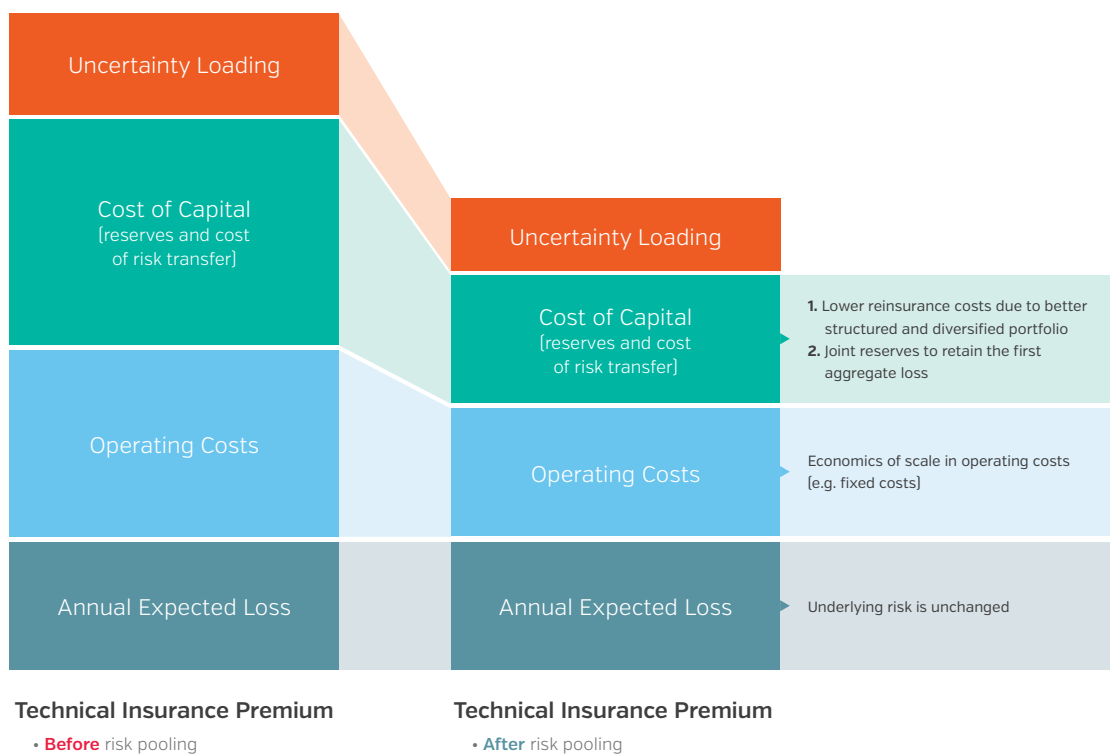 Uncertainty Loading
Cost of Capital
(reserves and cost
of risk transfer)
Operating Costs
Annual Expected Loss
Technical Insurance Premium
• Before risk pooling
Uncertainty Loading
Cost of Capital
(reserves and cost
of risk transfer)
Operating Costs
Annual Expected Loss
Technical Insurance Premium
• After risk pooling
1. Lower reinsurance costs due to better
structured and diversified portfolio
2. Joint reserves to retain the first
aggregate loss
Economics of scale in operating costs
(e.g. fixed costs)
Underlying risk is unchanged